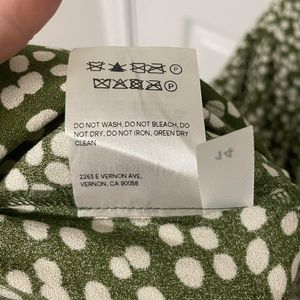 P
P
DO NOT WASH, DO NOT BLEACH, DO
NOT DRY, DO NOT IRON, GREEN DRY
CLEAN
2263 E VERNON AVE,
VERNON, CA 90058
14